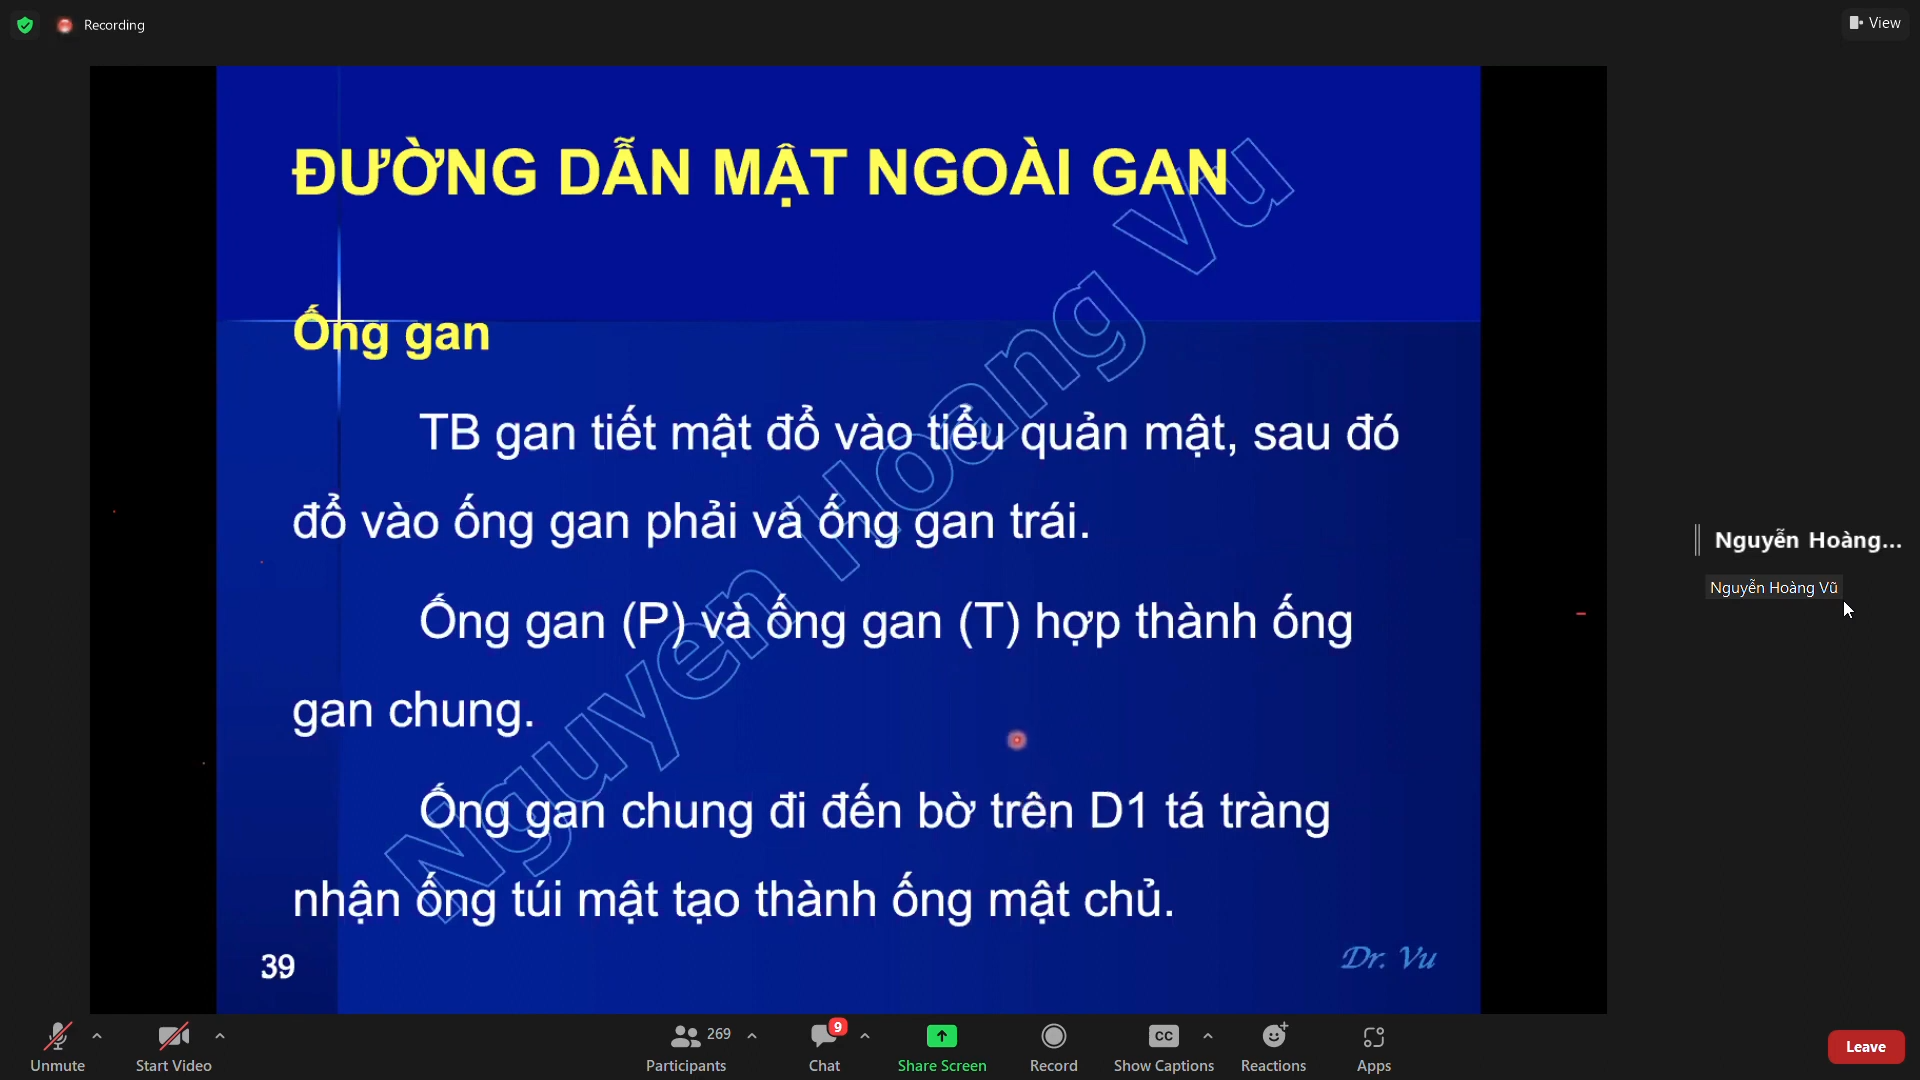 Recording
View
ĐƯỜNG DẪN MẬT NGOÀI GAN
Ống gan
TB gan tiết mật đổ vào tiểu quản mật, sau đó
đổ vào ống gan phải và ống gan trái.
Ống gan (P) và ống gan (T) hợp thành ống
gan chung.
Ống gan chung đi đến bờ trên D1 tá tràng
nhận ống túi mật tạo thành ống mật chủ.
Nguyen Hoang Vu
39
Dr. Vu
Nguyễn Hoàng...
Nguyễn Hoàng Vũ
Unmute
Start Video
269
Participants
9
Chat
Share Screen
Record
CC
Show Captions
Reactions
Apps
Leave